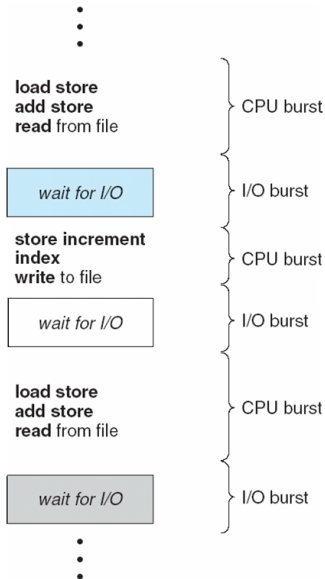 load store
add store
read from file
CPU burst
wait for I/O
I/O burst
store increment
index
write to file
CPU burst
wait for I/O
I/O burst
load store
add store
read from file
CPU burst
wait for I/O
I/O burst